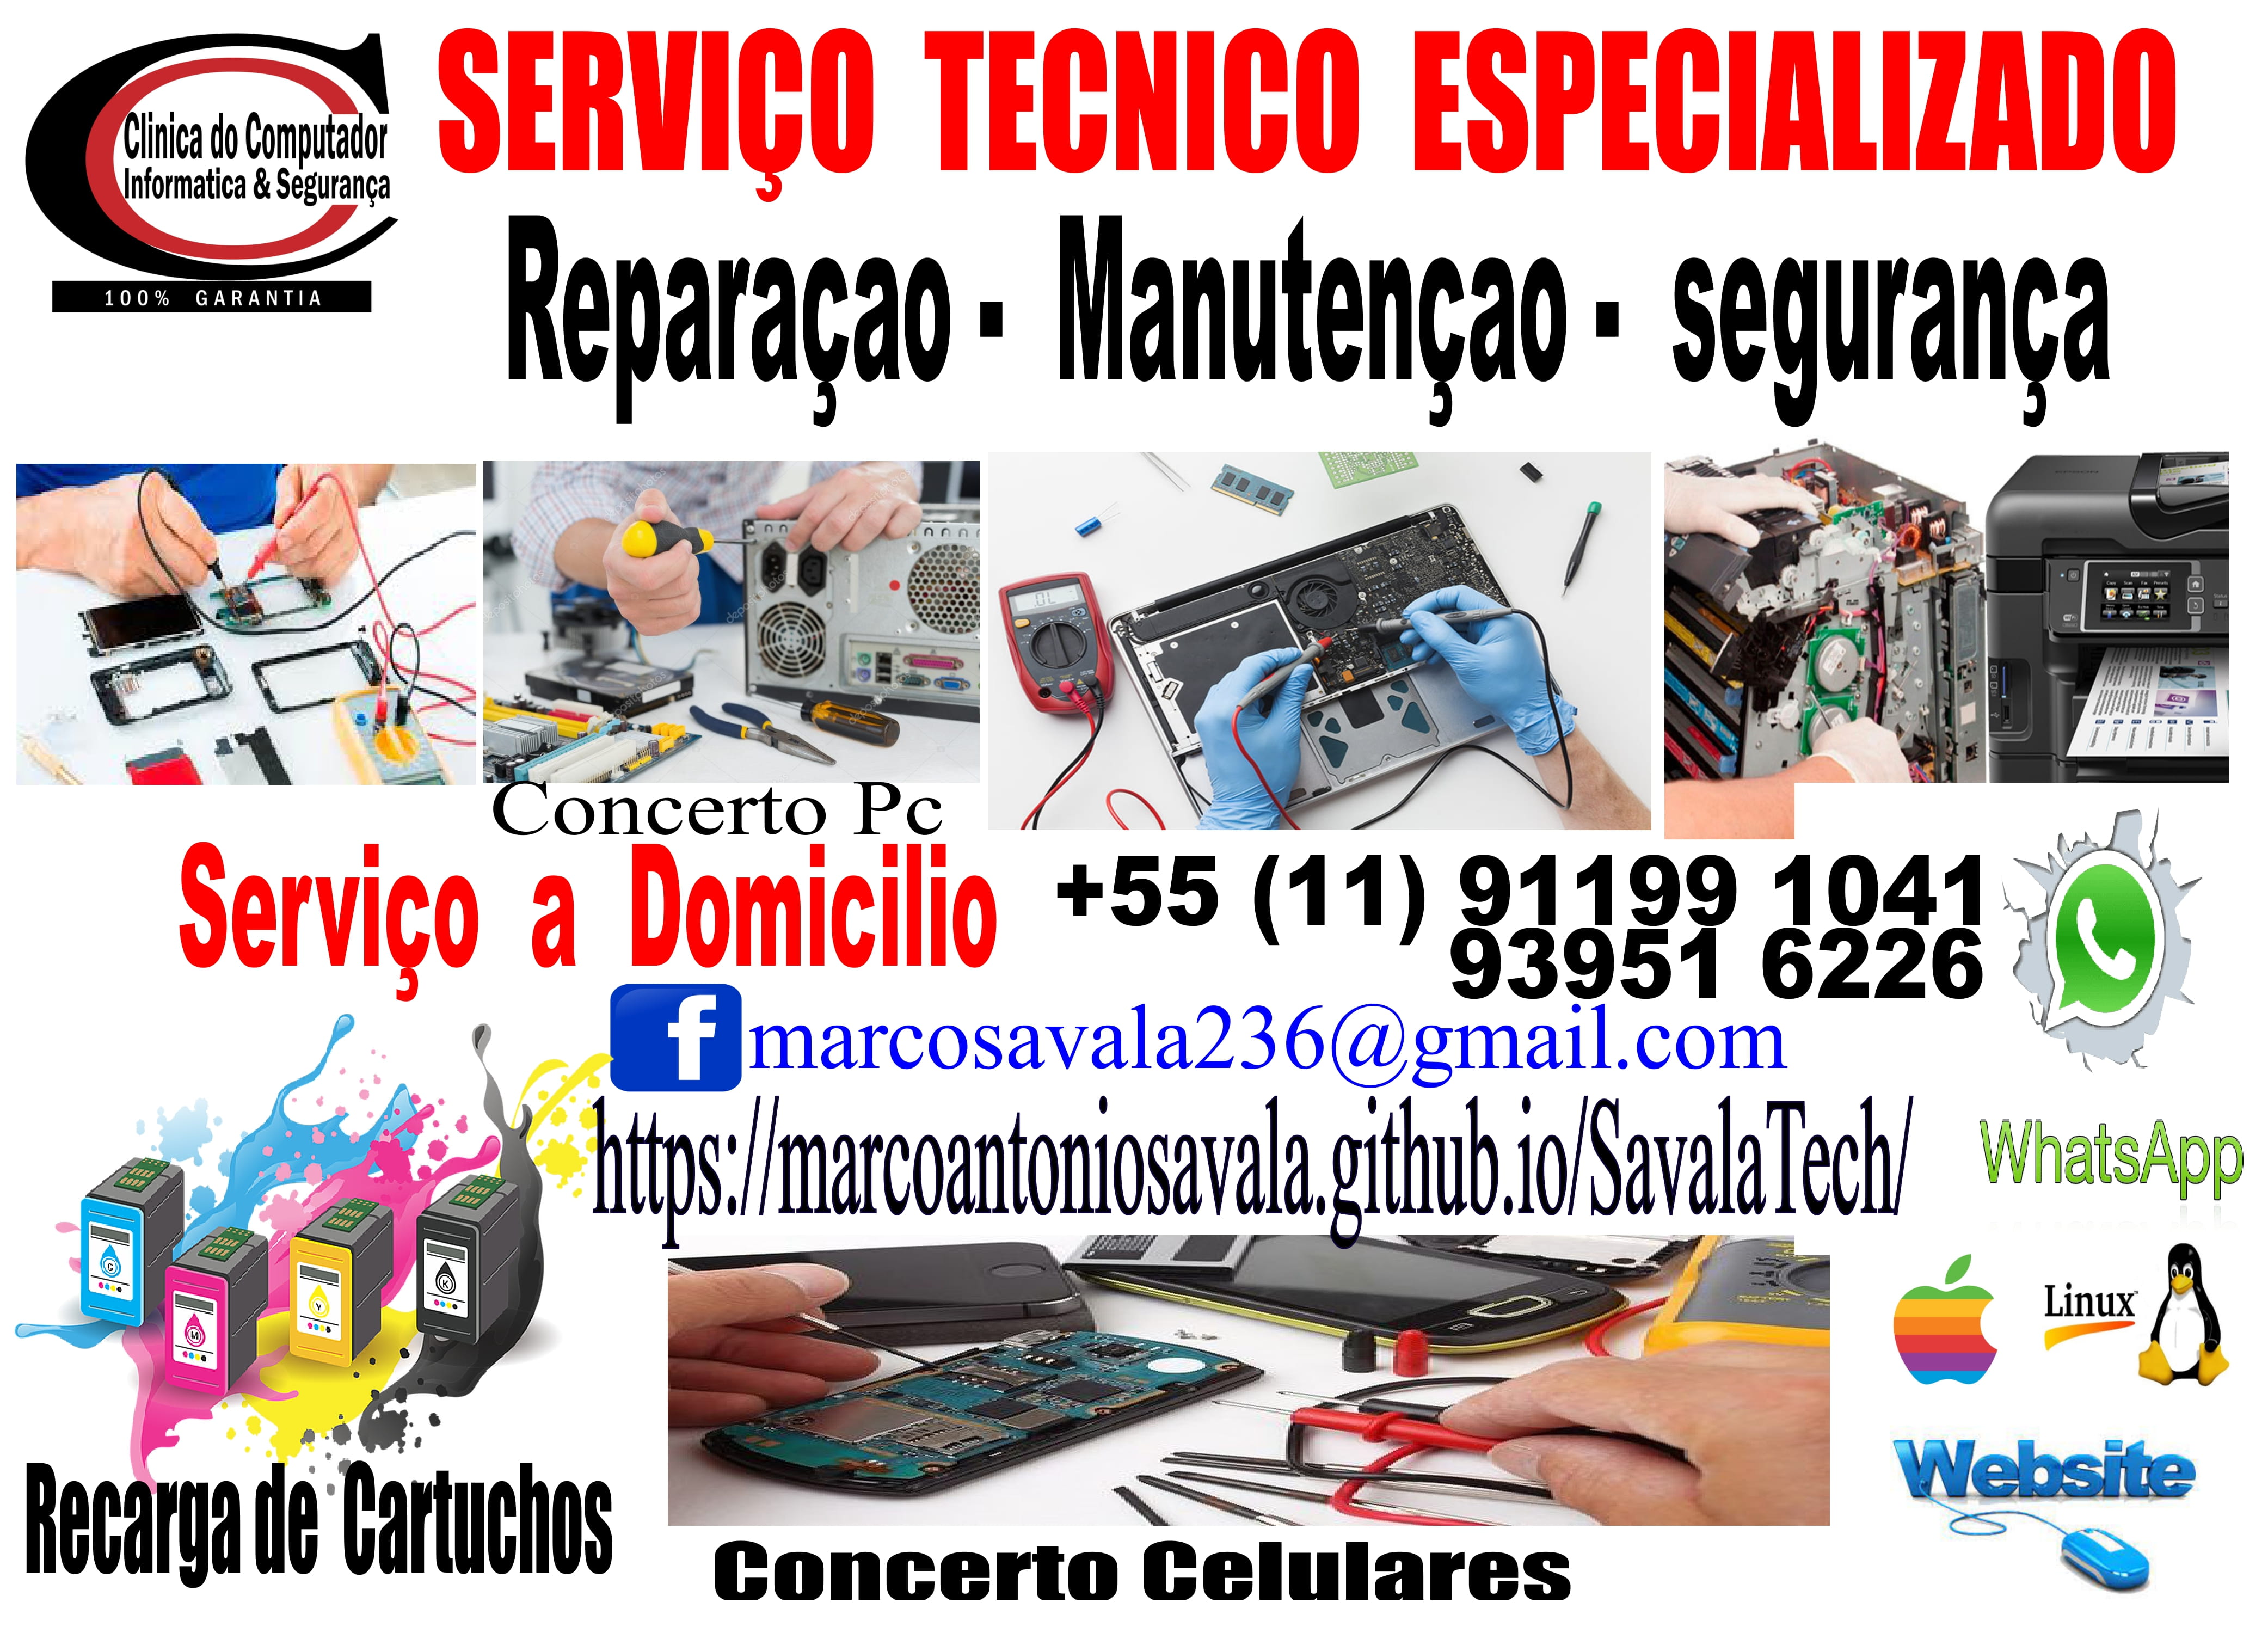 Clinica do Computador
Informatica & Segurança
100% GARANTIA
SERVIÇO TECNICO ESPECIALIZADO
Reparaçao - Manutençao - segurança
Concerto Pc
Serviço a Domicilio
+55 (11) 91199 1041
93951 6226
f marcosavala236@gmail.com
https://marcoantoniosavala.github.io/SavalaTech/
WhatsApp
C
M
Y
K
Linux
Website
Recarga de Cartuchos
Concerto Celulares